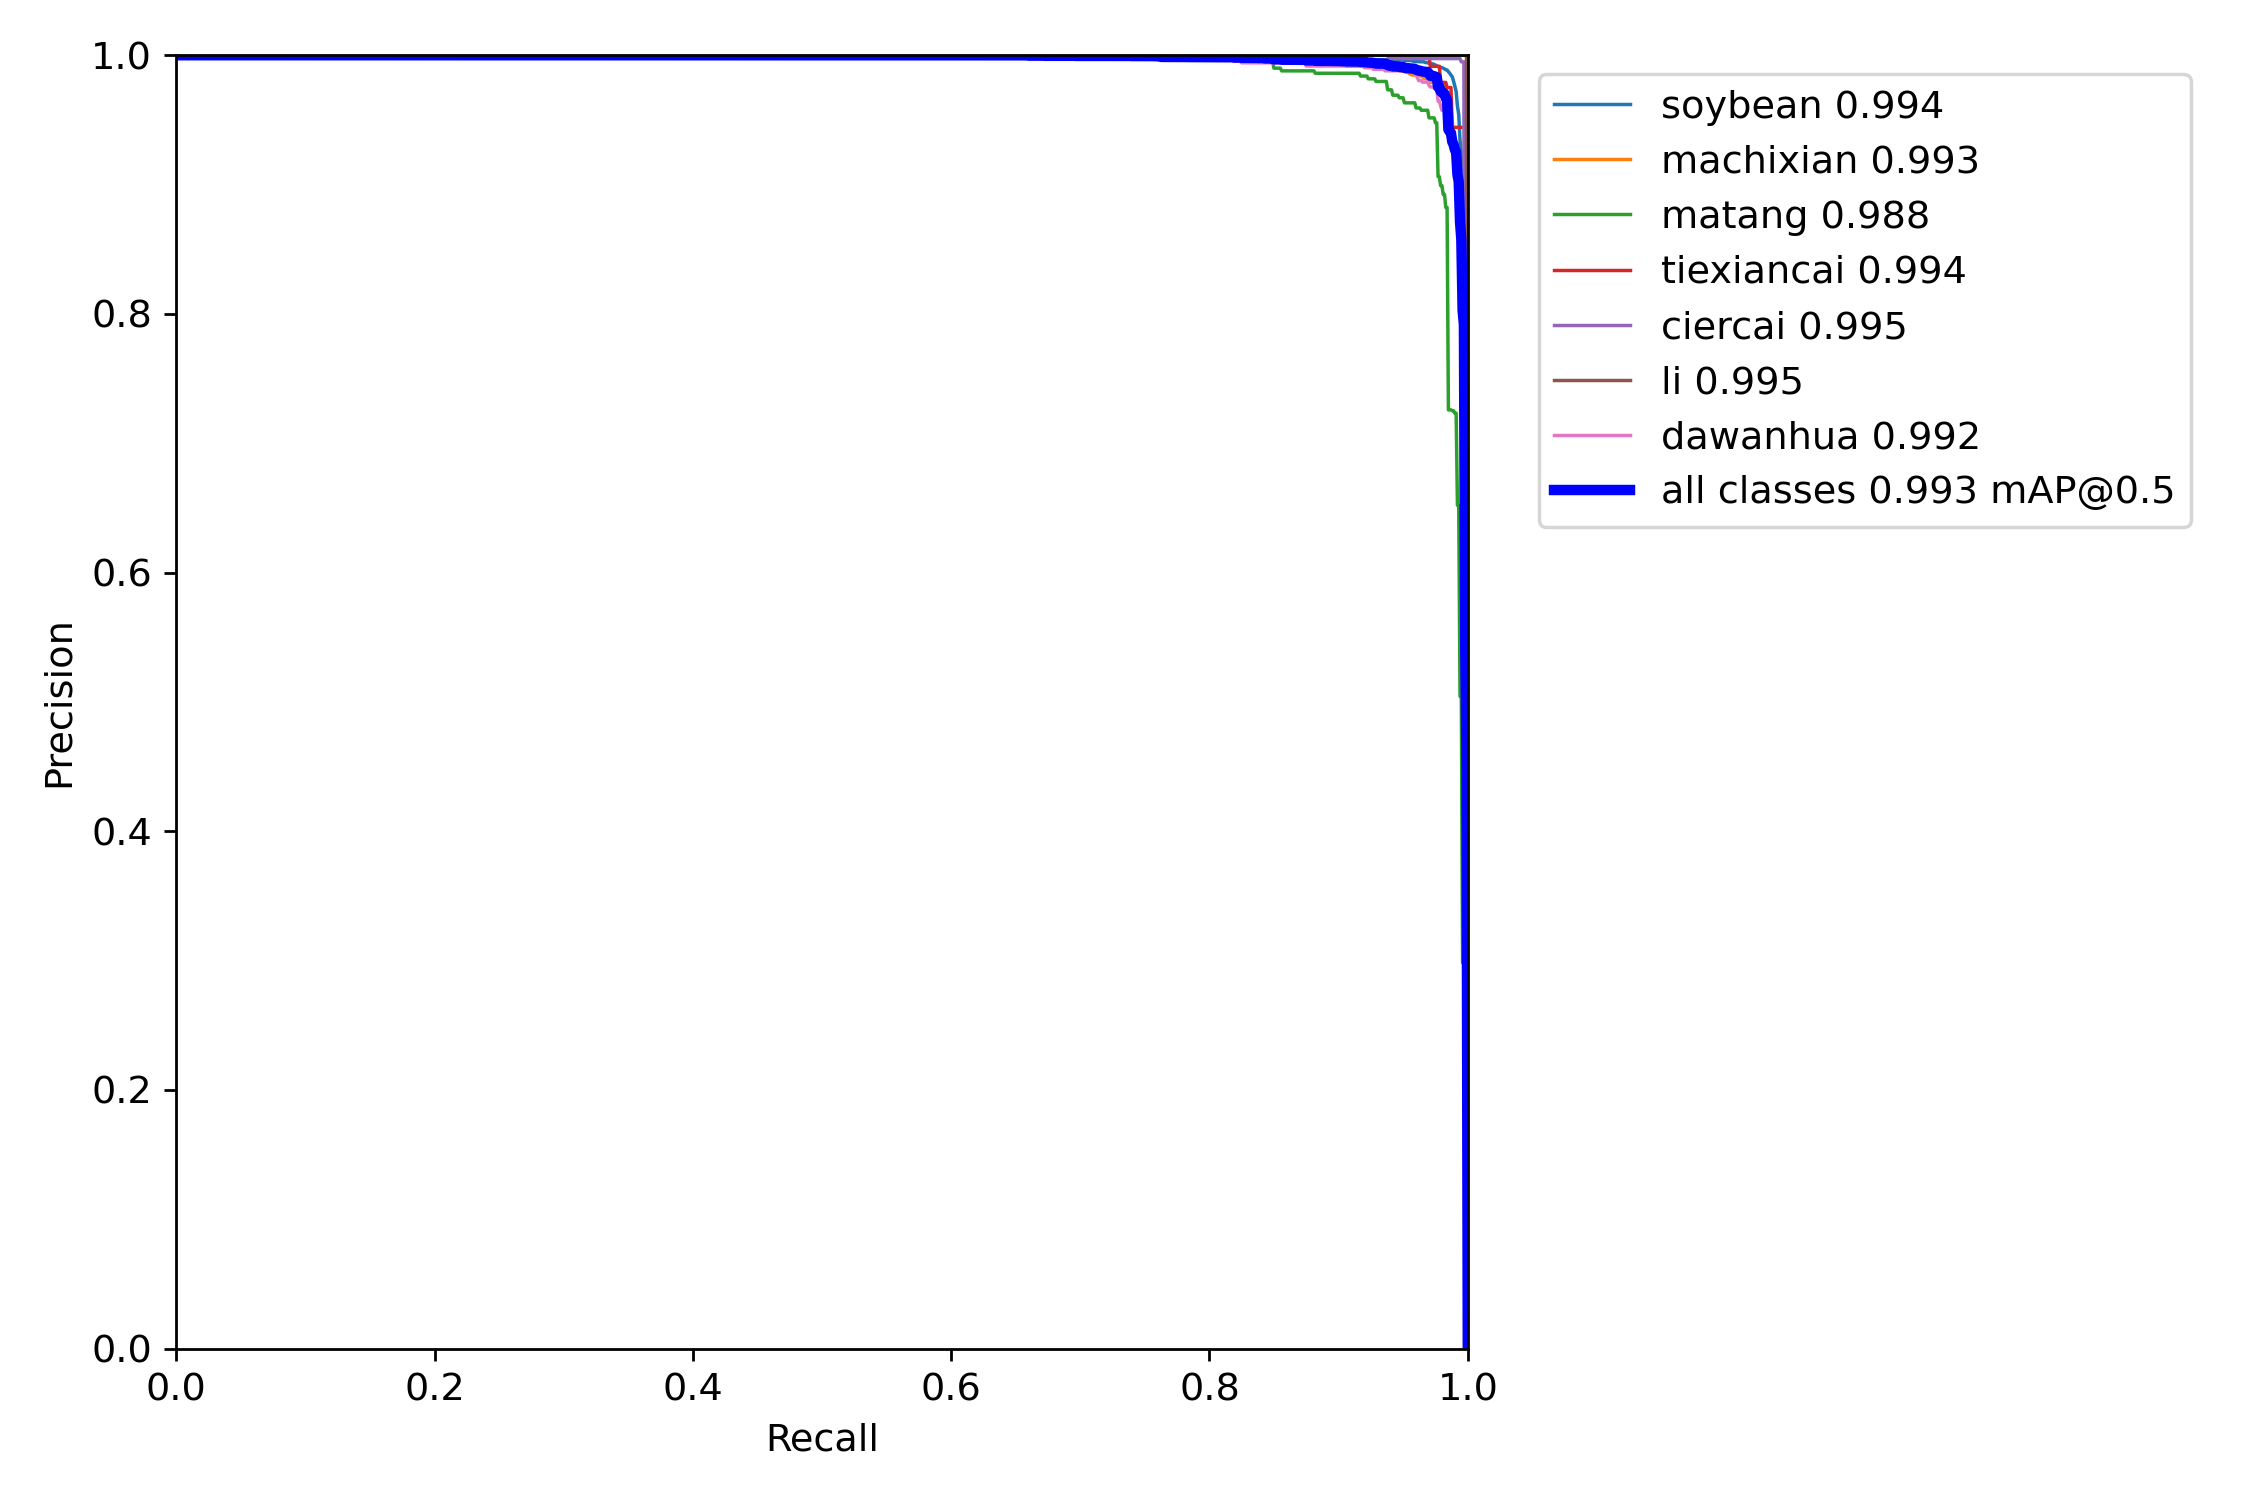 1.0
0.8
0.6
0.4
0.2
0.0
Precision
0.0 0.2 0.4 0.6 0.8 1.0
Recall
soybean 0.994
machixian 0.993
matang 0.988
tiexiancai 0.994
ciercai 0.995
li 0.995
dawanhua 0.992
all classes 0.993 mAP@0.5